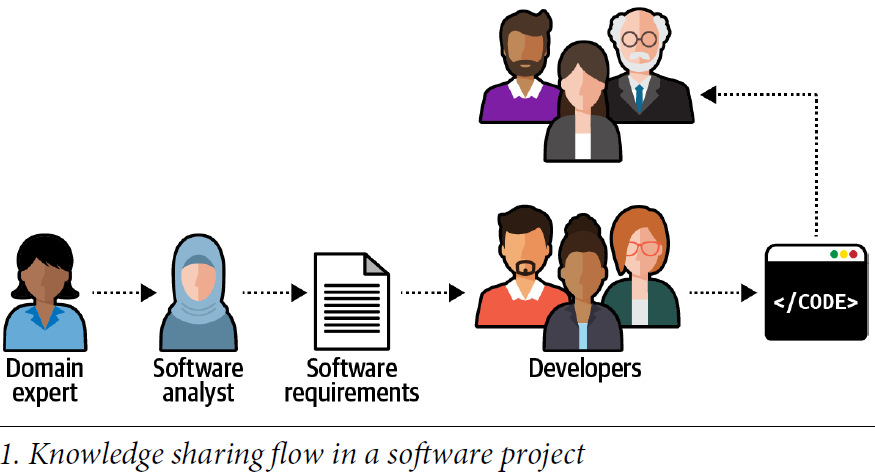 </CODE>
Domain
expert
Software
analyst
Software
requirements
Developers
1. Knowledge sharing flow in a software project